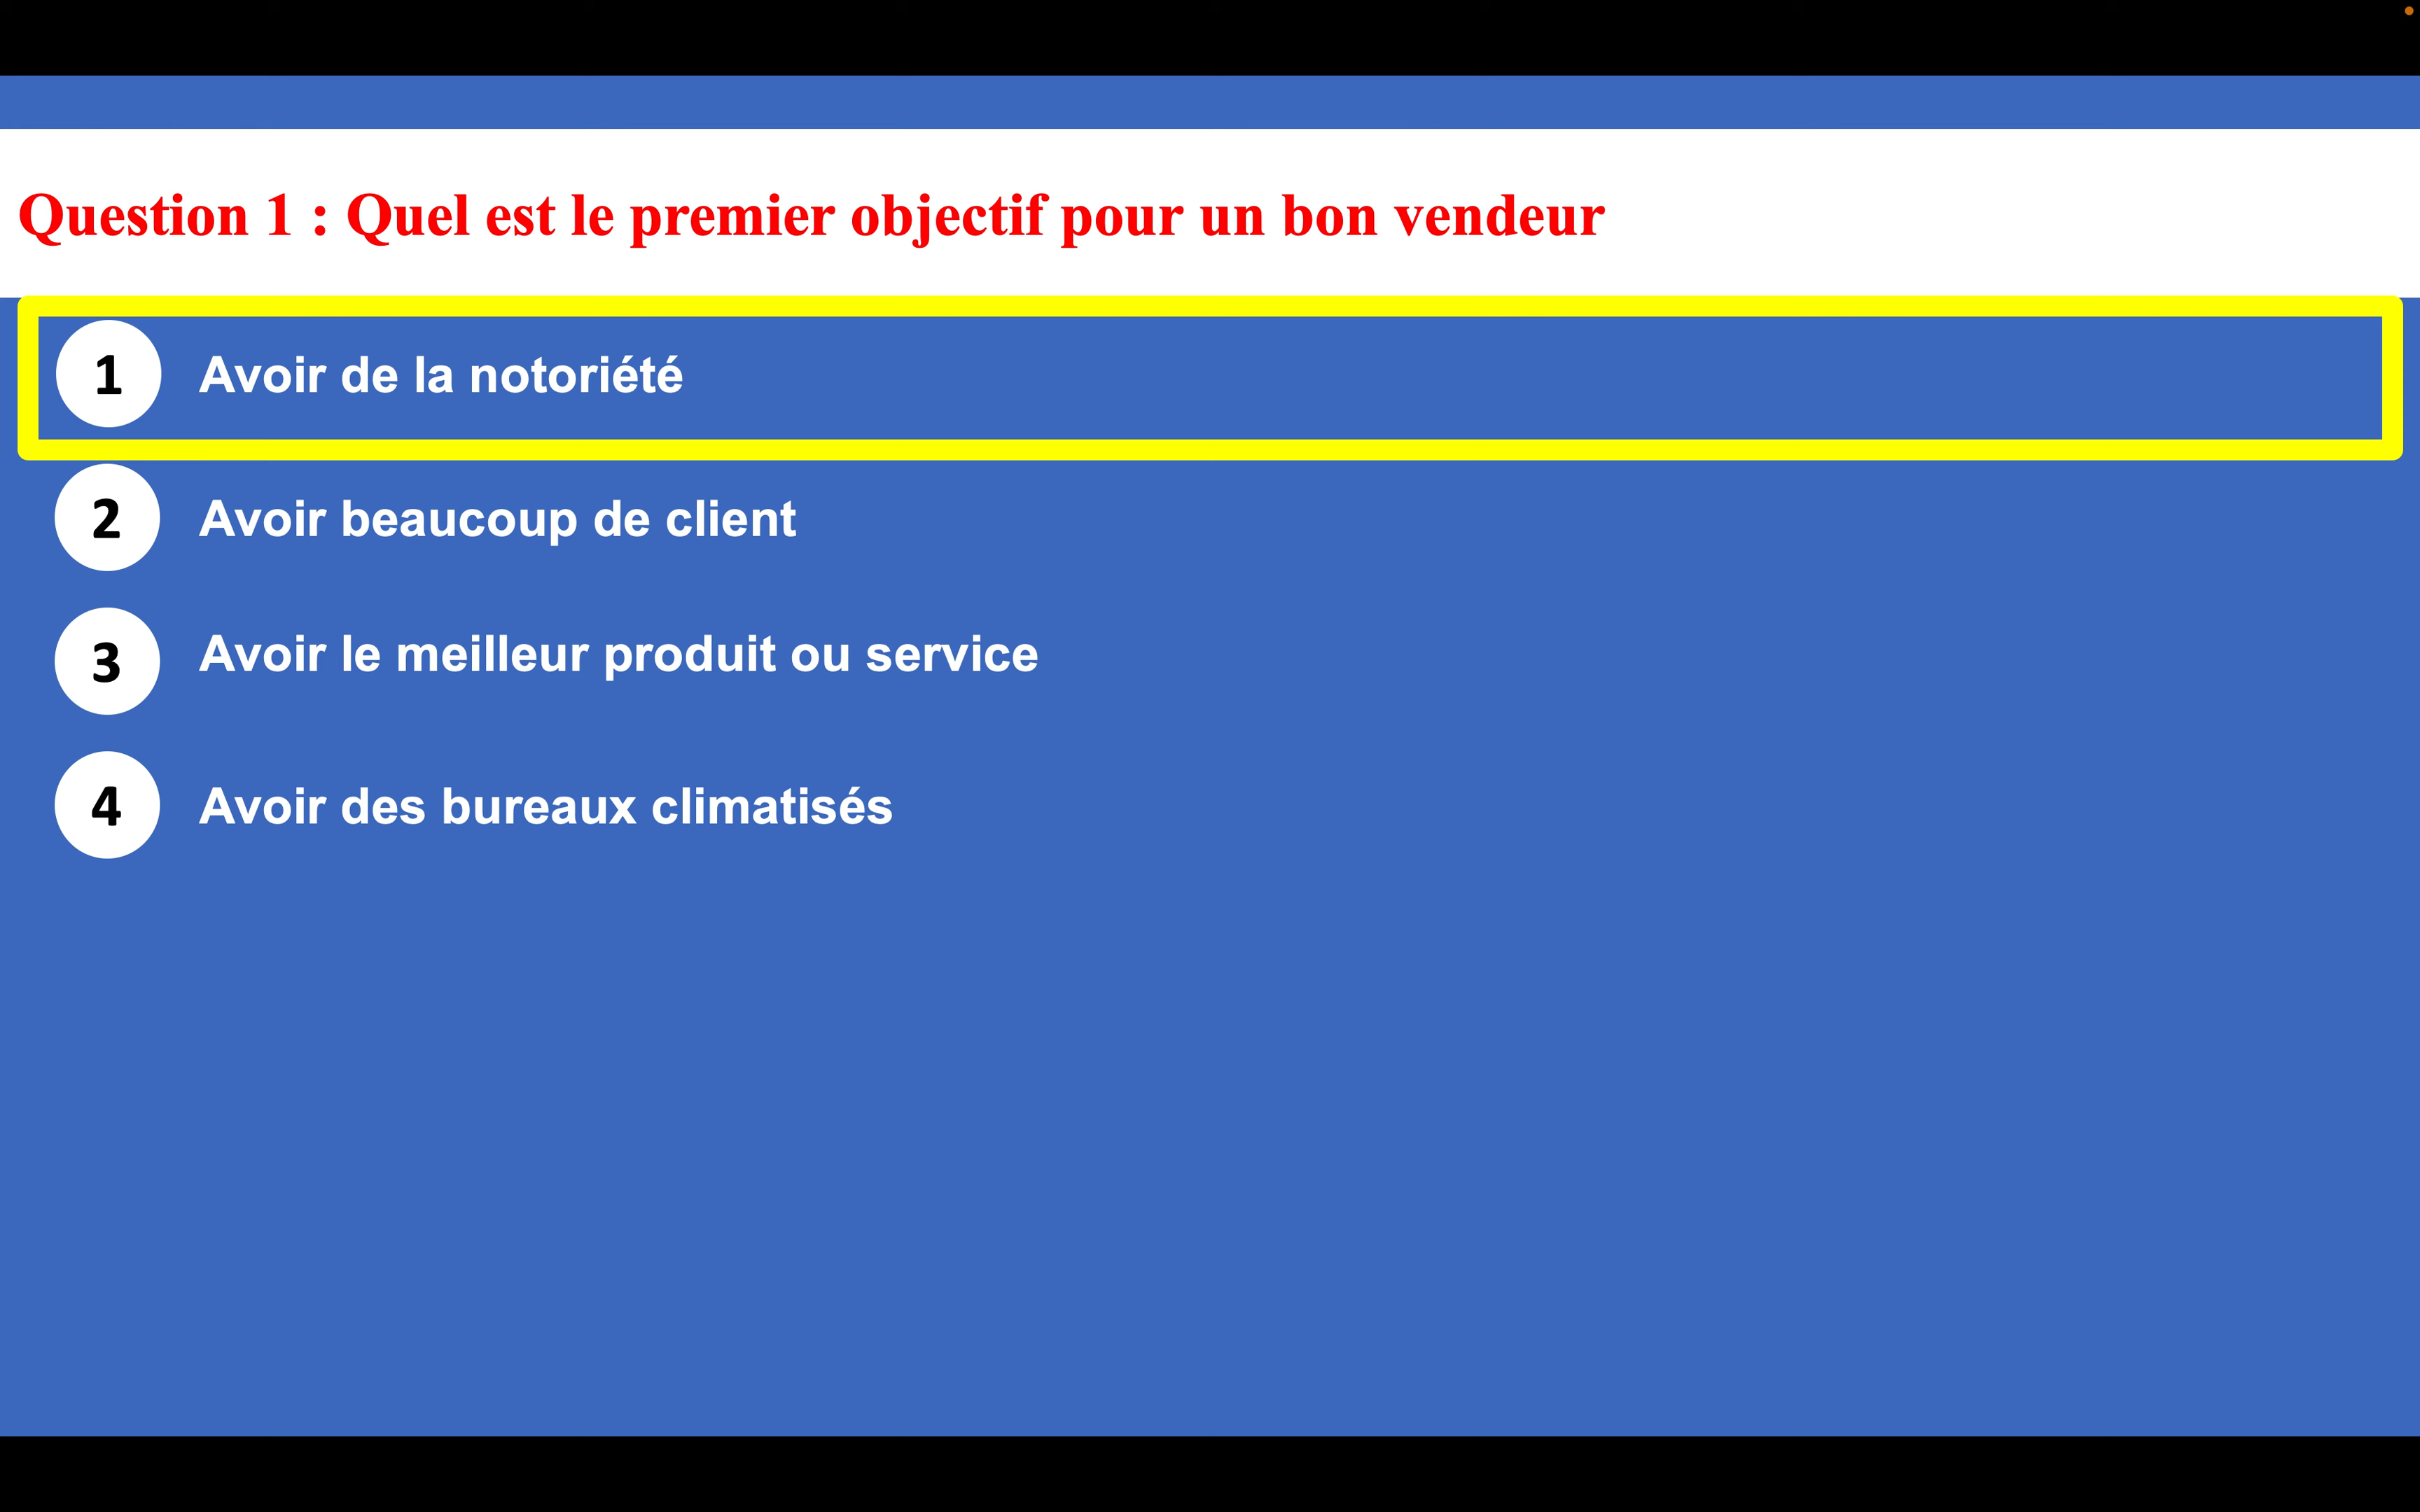 Question 1 : Quel est le premier objectif pour un bon vendeur
1 Avoir de la notoriété
2 Avoir beaucoup de client
3 Avoir le meilleur produit ou service
4 Avoir des bureaux climatisés